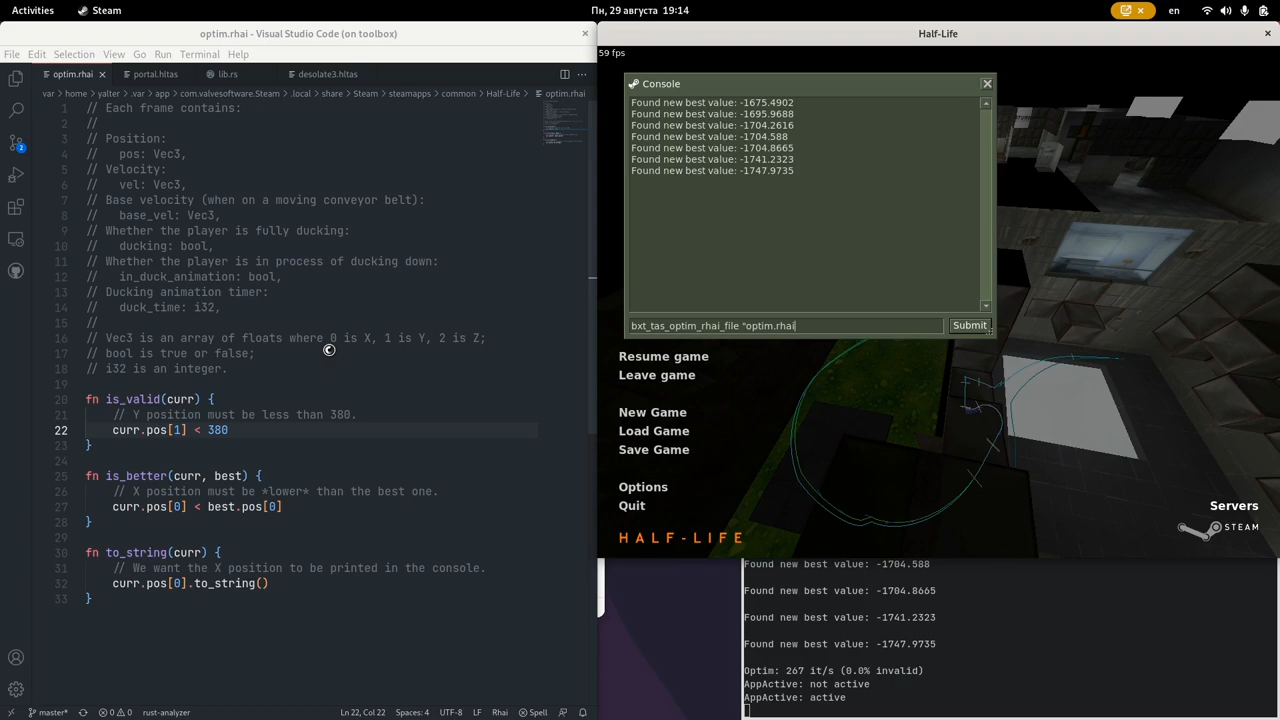 Activities
Steam
Пн, 29 августа 19:14
en
optim.rhai - Visual Studio Code (on toolbox)
File Edit Selection View Go Run Terminal Help
optim.rhai portal.hltas lib.rs desolate3.hltas
var > home > yalter > .var > app > com.valvesoftware.Steam > .local > share > Steam > steamapps > common > Half-Life > optim.rhai
1 // Each frame contains:
2 //
3 // Position:
4 // pos: Vec3,
5 // Velocity:
6 // vel: Vec3,
7 // Base velocity (when on a moving conveyor belt):
8 // base_vel: Vec3,
9 // Whether the player is fully ducking:
10 // ducking: bool,
11 // Whether the player is in process of ducking down:
12 // in_duck_animation: bool,
13 // Ducking animation timer:
14 // duck_time: i32,
15 //
16 // Vec3 is an array of floats where 0 is X, 1 is Y, 2 is Z;
17 // bool is true or false;
18 // i32 is an integer.
19
20 fn is_valid(curr) {
21 // Y position must be less than 380.
22 curr.pos[1] < 380
23 }
24
25 fn is_better(curr, best) {
26 // X position must be *lower* than the best one.
27 curr.pos[0] < best.pos[0]
28 }
29
30 fn to_string(curr) {
31 // We want the X position to be printed in the console.
32 curr.pos[0].to_string()
33 }
2
master* 0 0 rust-analyzer Ln 22, Col 22 Spaces: 4 UTF-8 LF Rhai Spell
Half-Life
59 fps
Console
Found new best value: -1675.4902
Found new best value: -1695.9688
Found new best value: -1704.2616
Found new best value: -1704.588
Found new best value: -1704.8665
Found new best value: -1741.2323
Found new best value: -1747.9735
bxt_tas_optim_rhai_file "optim.rhai
Submit
Resume game
Leave game
New Game
Load Game
Save Game
Options
Quit
HALF-LIFE
Servers
STEAM
Found new best value: -1704.588
Found new best value: -1704.8665
Found new best value: -1741.2323
Found new best value: -1747.9735
Optim: 267 it/s (0.0% invalid)
AppActive: not active
AppActive: active